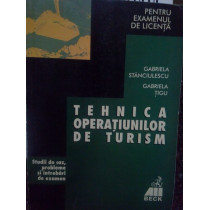 PENTRU
EXAMENUL
DE LICENȚĂ
GABRIELA
STĂNCIULESCU
GABRIELA
ȚIGU
TEHNICA
OPERAȚIUNILOR
DE TURISM
Studii de caz,
probleme
și întrebări
de examen
ALL
BECK